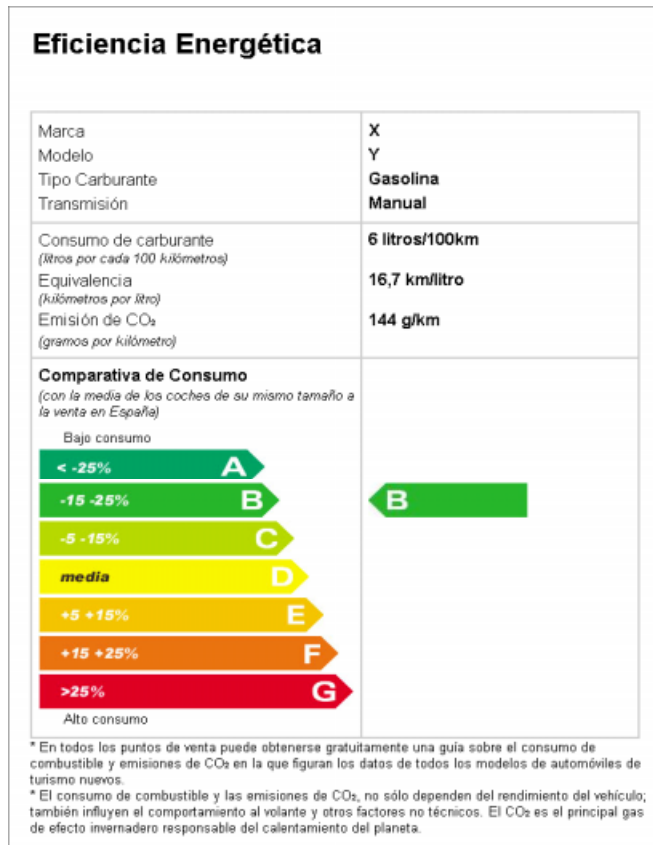 Eficiencia Energética
Marca X
Modelo Y
Tipo Carburante Gasolina
Transmisión Manual
Consumo de carburante 6 litros/100km
(litros por cada 100 kilómetros)
Equivalencia 16,7 km/litro
(kilómetros por litro)
Emisión de CO₂ 144 g/km
(gramos por kilómetro)
Comparativa de Consumo
(con la media de los coches de su mismo tamaño a
la venta en España)
Bajo consumo
< -25% A
-15 -25% B B
-5 -15% C
media D
+5 +15% E
+15 +25% F
>25% G
Alto consumo
* En todos los puntos de venta puede obtenerse gratuitamente una guía sobre el consumo de
combustible y emisiones de CO₂ en la que figuran los datos de todos los modelos de automóviles de
turismo nuevos.
* El consumo de combustible y las emisiones de CO₂, no sólo dependen del rendimiento del vehículo;
también influyen el comportamiento al volante y otros factores no técnicos. El CO₂ es el principal gas
de efecto invernadero responsable del calentamiento del planeta.